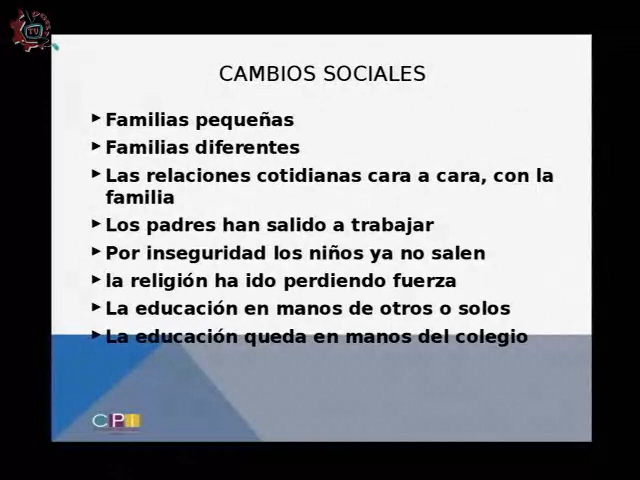 TV
CAMBIOS SOCIALES
Familias pequeñas
Familias diferentes
Las relaciones cotidianas cara a cara, con la
familia
Los padres han salido a trabajar
Por inseguridad los niños ya no salen
la religión ha ido perdiendo fuerza
La educación en manos de otros o solos
La educación queda en manos del colegio
CPI